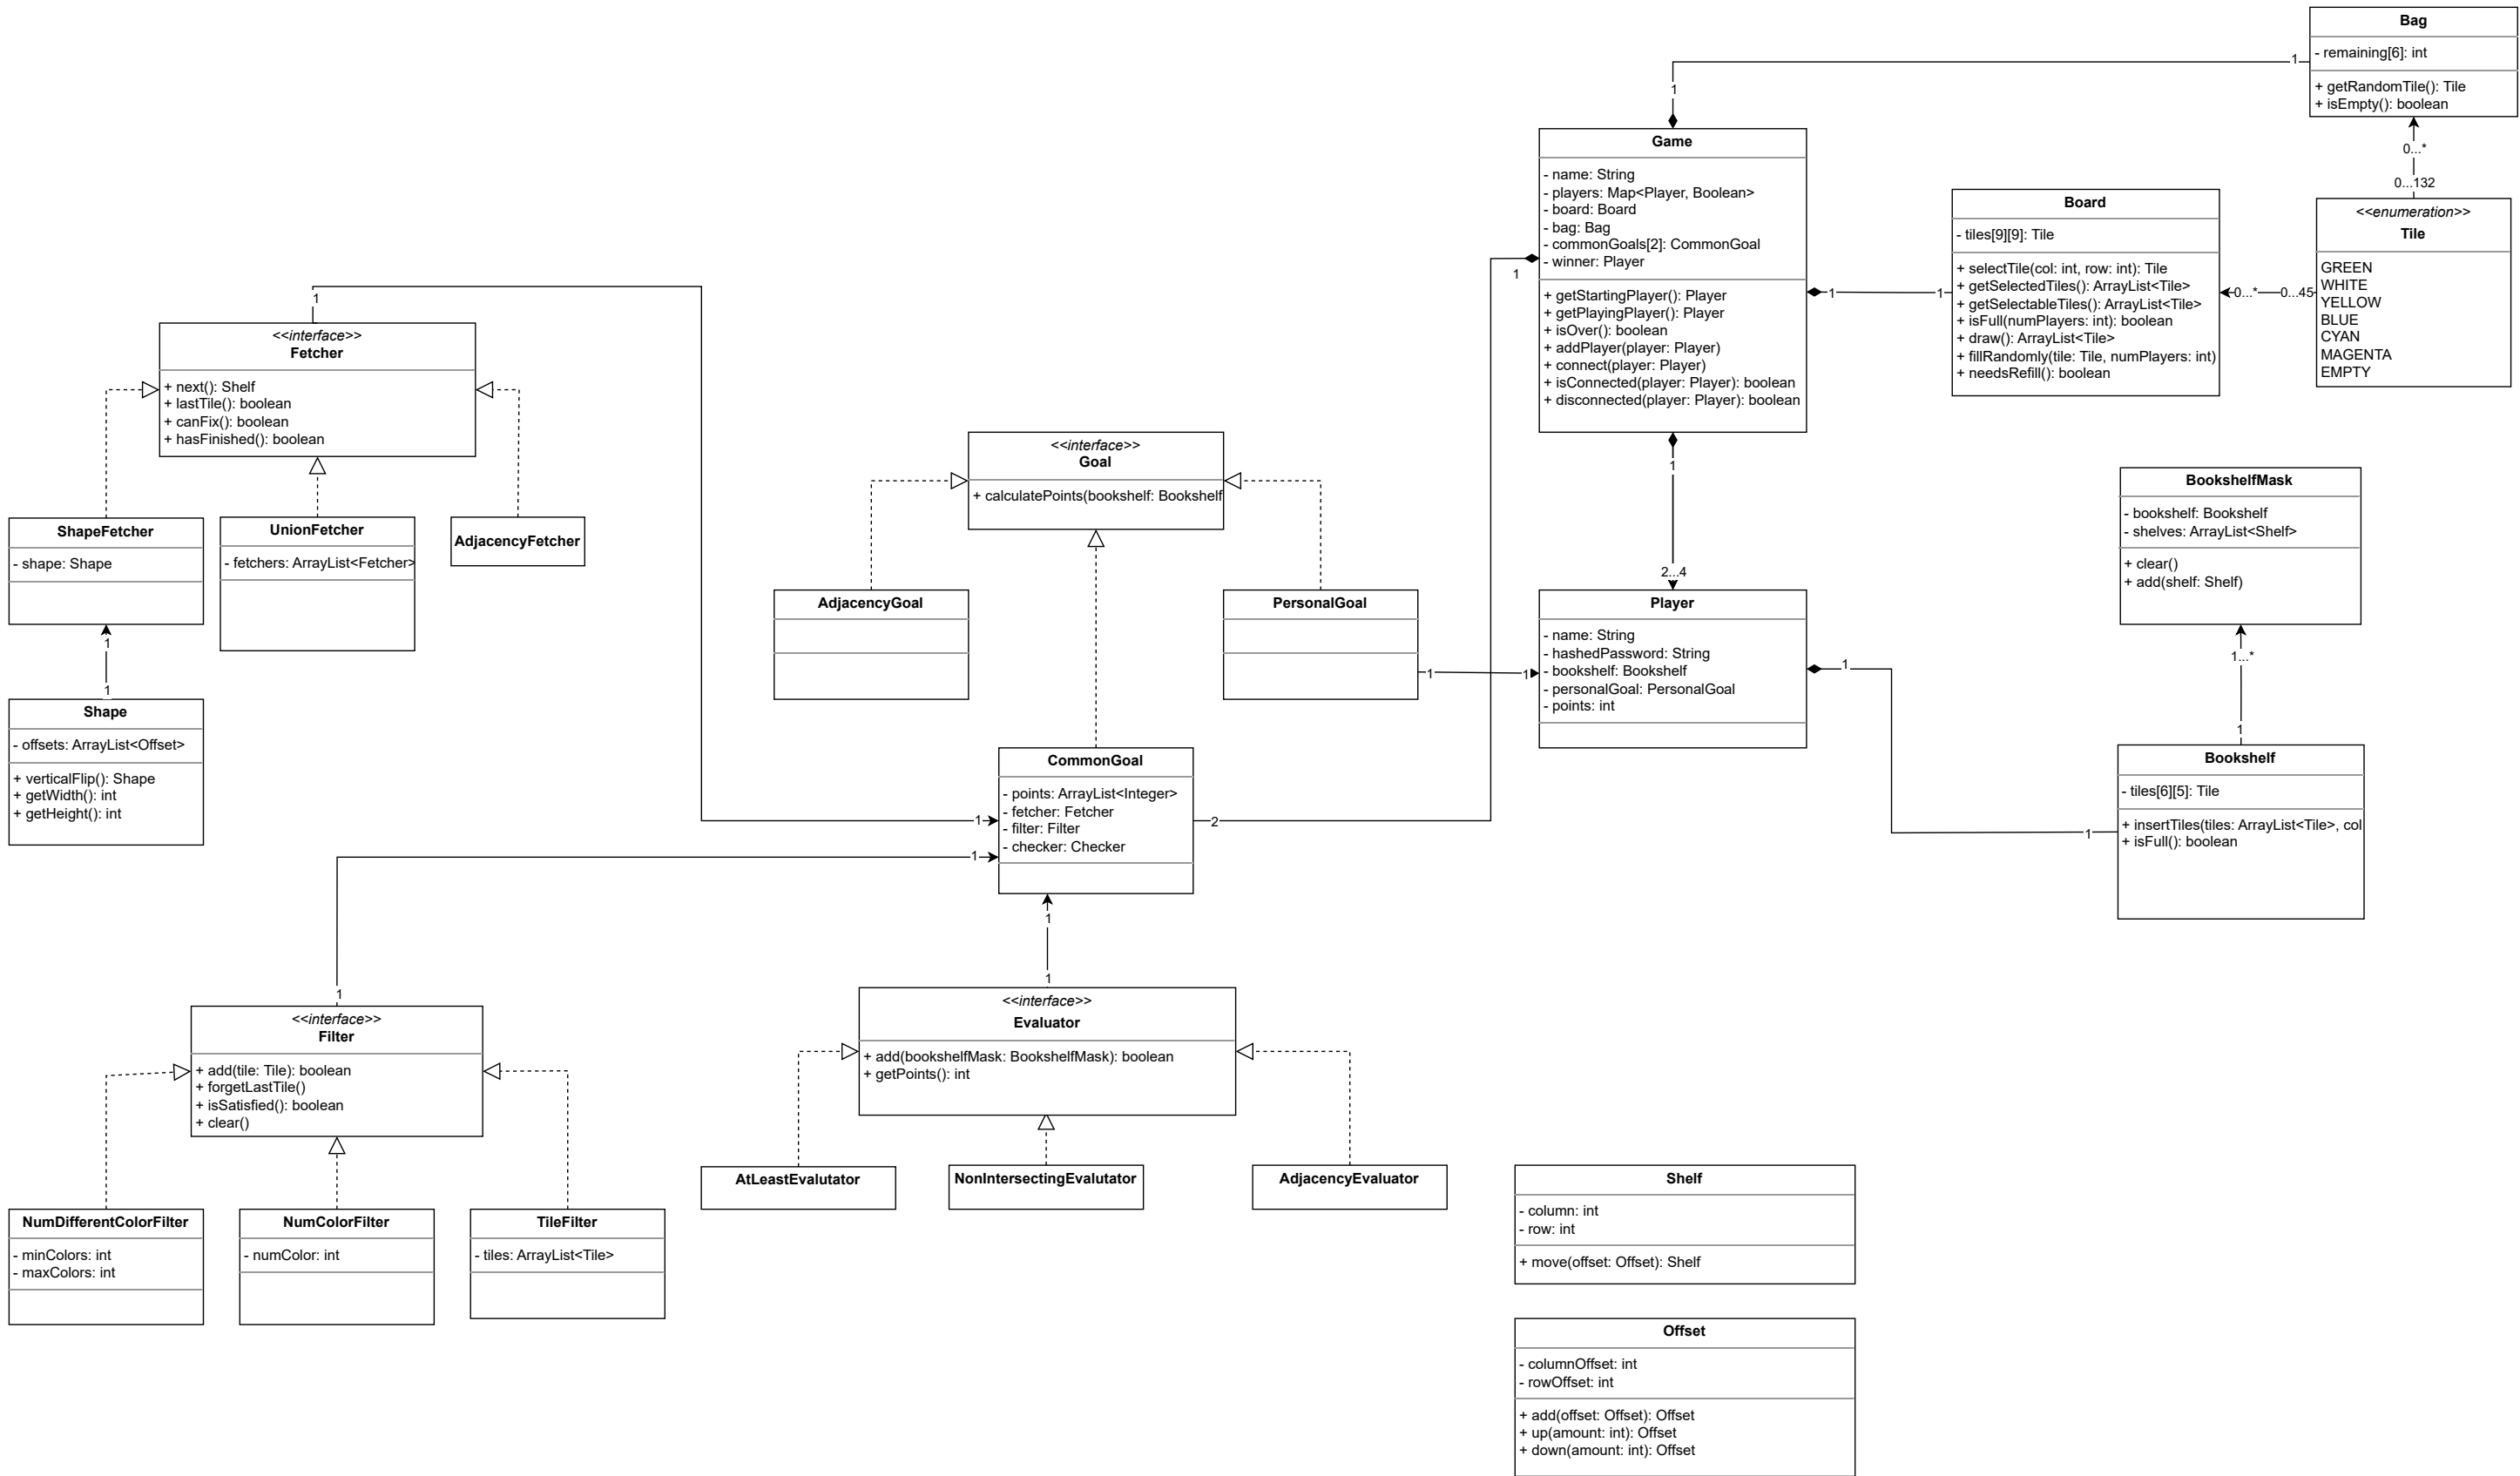 Bag
- remaining[6]: int
+ getRandomTile(): Tile
+ isEmpty(): boolean
1
1
0...*
0...132
Game
- name: String
- players: Map<Player, Boolean>
- board: Board
- bag: Bag
- commonGoals[2]: CommonGoal
- winner: Player
+ getStartingPlayer(): Player
+ getPlayingPlayer(): Player
+ isOver(): boolean
+ addPlayer(player: Player)
+ connect(player: Player)
+ isConnected(player: Player): boolean
+ disconnected(player: Player): boolean
1
1
1
Board
- tiles[9][9]: Tile
+ selectTile(col: int, row: int): Tile
+ getSelectedTiles(): ArrayList<Tile>
+ getSelectableTiles(): ArrayList<Tile>
+ isFull(numPlayers: int): boolean
+ draw(): ArrayList<Tile>
+ fillRandomly(tile: Tile, numPlayers: int)
+ needsRefill(): boolean
0...*
0...45
<<enumeration>>
Tile
GREEN
WHITE
YELLOW
BLUE
CYAN
MAGENTA
EMPTY
1
<<interface>>
Fetcher
+ next(): Shelf
+ lastTile(): boolean
+ canFix(): boolean
+ hasFinished(): boolean
ShapeFetcher
- shape: Shape
UnionFetcher
- fetchers: ArrayList<Fetcher>
AdjacencyFetcher
1
1
Shape
- offsets: ArrayList<Offset>
+ verticalFlip(): Shape
+ getWidth(): int
+ getHeight(): int
<<interface>>
Goal
+ calculatePoints(bookshelf: Bookshelf
AdjacencyGoal
PersonalGoal
1
1
1
2...4
Player
- name: String
- hashedPassword: String
- bookshelf: Bookshelf
- personalGoal: PersonalGoal
- points: int
1
1
BookshelfMask
- bookshelf: Bookshelf
- shelves: ArrayList<Shelf>
+ clear()
+ add(shelf: Shelf)
1...*
1
Bookshelf
- tiles[6][5]: Tile
+ insertTiles(tiles: ArrayList<Tile>, col
+ isFull(): boolean
CommonGoal
- points: ArrayList<Integer>
- fetcher: Fetcher
- filter: Filter
- checker: Checker
1
1
2
1
1
1
<<interface>>
Filter
+ add(tile: Tile): boolean
+ forgetLastTile()
+ isSatisfied(): boolean
+ clear()
NumDifferentColorFilter
- minColors: int
- maxColors: int
NumColorFilter
- numColor: int
TileFilter
- tiles: ArrayList<Tile>
<<interface>>
Evaluator
+ add(bookshelfMask: BookshelfMask): boolean
+ getPoints(): int
AtLeastEvalutator
NonIntersectingEvalutator
AdjacencyEvaluator
Shelf
- column: int
- row: int
+ move(offset: Offset): Shelf
Offset
- columnOffset: int
- rowOffset: int
+ add(offset: Offset): Offset
+ up(amount: int): Offset
+ down(amount: int): Offset